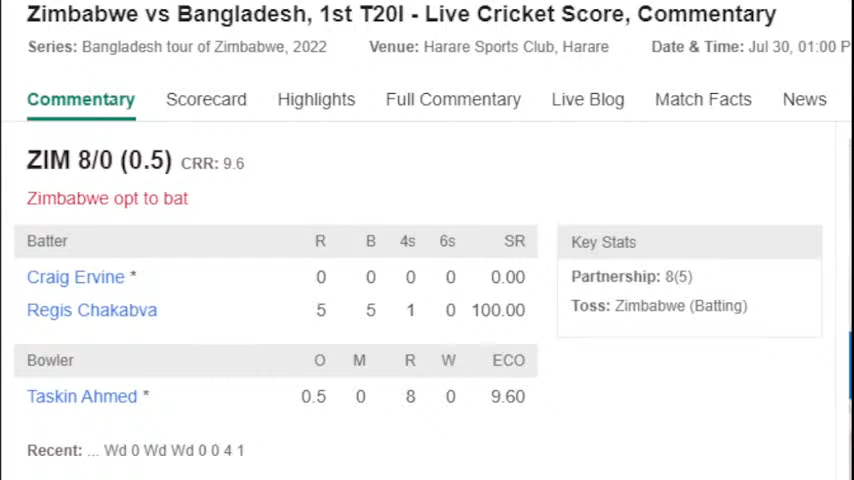 Zimbabwe vs Bangladesh, 1st T20I - Live Cricket Score, Commentary
Series: Bangladesh tour of Zimbabwe, 2022 Venue: Harare Sports Club, Harare Date & Time: Jul 30, 01:00 P
Commentary Scorecard Highlights Full Commentary Live Blog Match Facts News
ZIM 8/0 (0.5) CRR: 9.6
Zimbabwe opt to bat
Batter R B 4s 6s SR
Craig Ervine * 0 0 0 0 0.00
Regis Chakabva 5 5 1 0 100.00
Bowler O M R W ECO
Taskin Ahmed * 0.5 0 8 0 9.60
Recent: ... Wd 0 Wd Wd 0 0 4 1
Key Stats
Partnership: 8(5)
Toss: Zimbabwe (Batting)